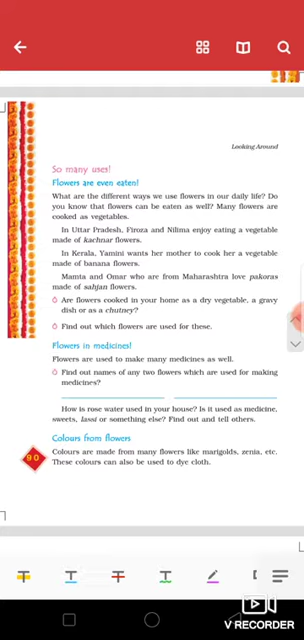 Looking Around
So many uses!
Flowers are even eaten!
What are the different ways we use flowers in our daily life? Do
you know that flowers can be eaten as well? Many flowers are
cooked as vegetables.
In Uttar Pradesh, Firoza and Nilima enjoy eating a vegetable
made of kachnar flowers.
In Kerala, Yamini wants her mother to cook her a vegetable
made of banana flowers.
Mamta and Omar who are from Maharashtra love pakoras
made of sahjan flowers.
Are flowers cooked in your home as a dry vegetable, a gravy
dish or as a chutney?
Find out which flowers are used for these.
Flowers in medicines!
Flowers are used to make many medicines as well.
Find out names of any two flowers which are used for making
medicines?
How is rose water used in your house? Is it used as medicine,
sweets, lassi or something else? Find out and tell others.
Colours from flowers
Colours are made from many flowers like marigolds, zenia, etc.
These colours can also be used to dye cloth.
90
T T T T
V RECORDER